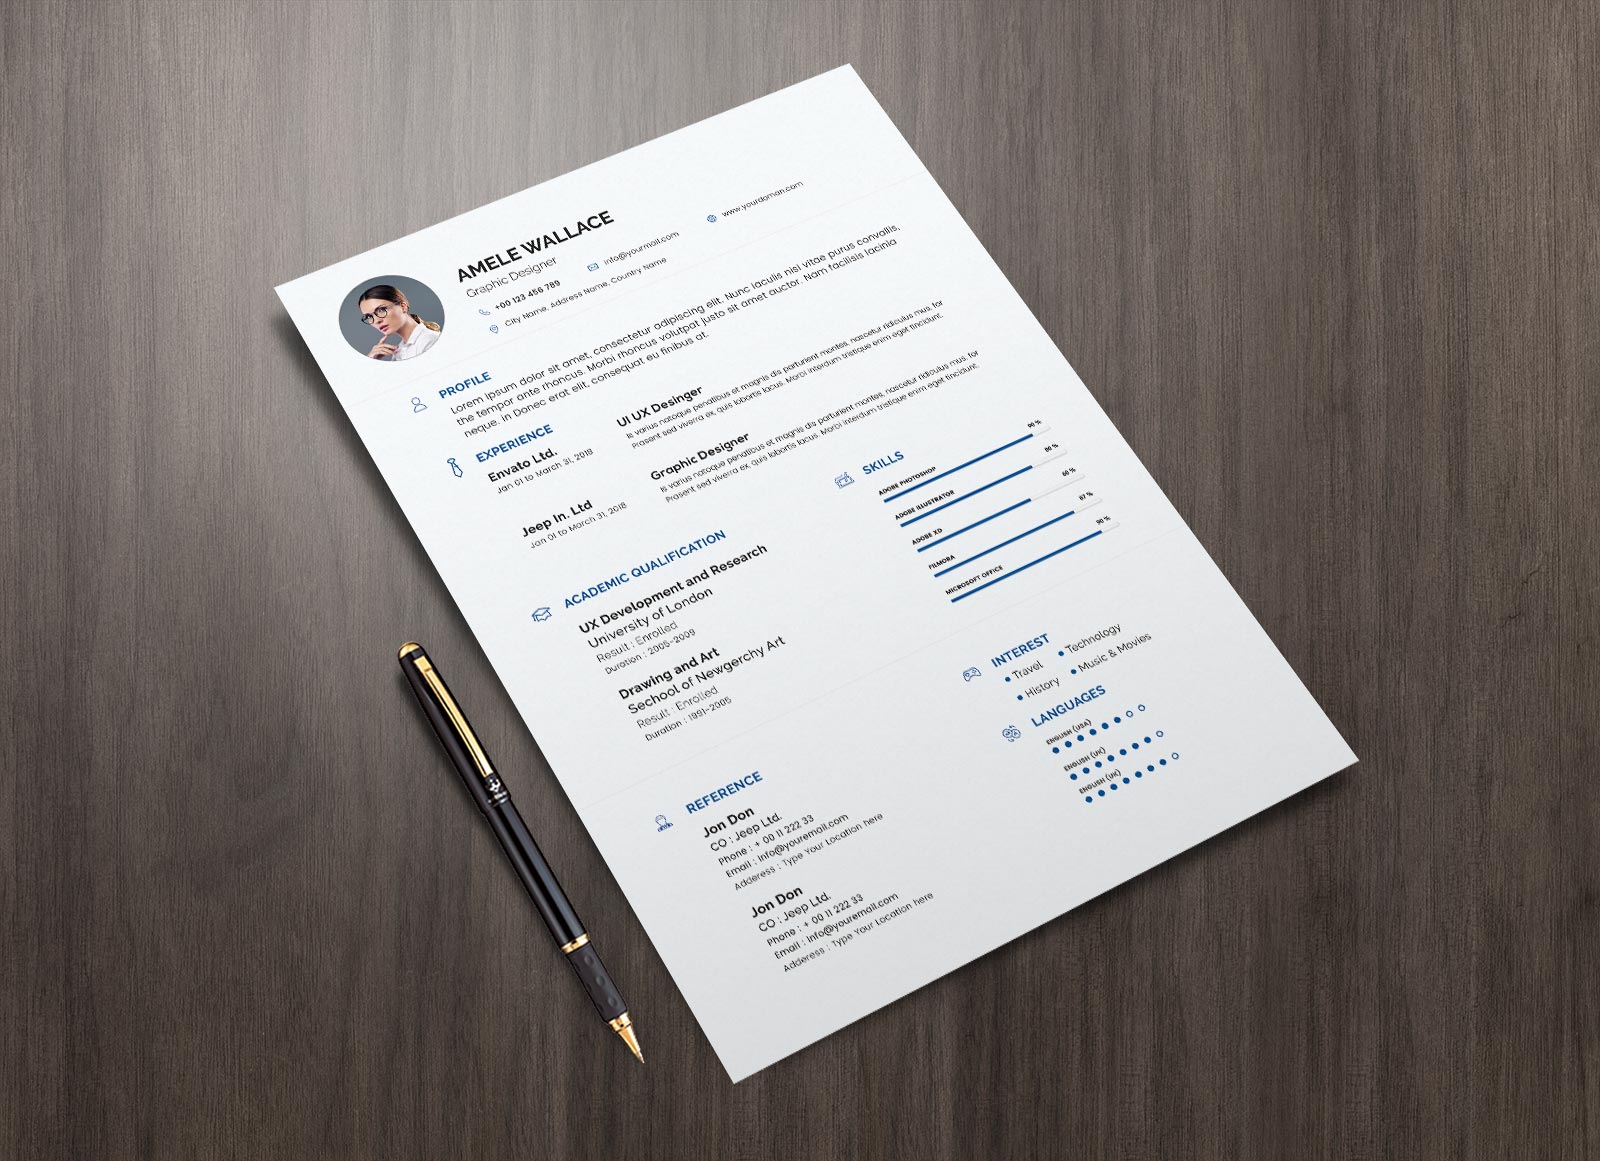 AMELE WALLACE
Graphic Designer
+00 123 456 789
info@yourmail.com
www.yourdoman.com
City Name, Address Name, Country Name
PROFILE
Lorem ipsum dolor sit amet, consectetur adipiscing elit. Nunc iaculis nisl vitae purus convallis,
the tempor ante rhoncus. Morbi rhoncus volutpat justo sit amet auctor. Nam facilisis lacinia
neque, in Donec erat elit, consequat eu finibus at.
EXPERIENCE
Envato Ltd.
Jan 01 to March 31, 2018
UI UX Desinger
Is varius natoque penatibus et magnis dis parturient montes, nascetur ridiculus mus. for
Prasent sed viverra ex, quis lobortis lacus. Morbi interdum tristique enim eget tincidunt.
Jeep In. Ltd
Jan 01 to March 31, 2018
Graphic Designer
Is varius natoque penatibus et magnis dis parturient montes, nascetur ridiculus mus. for
Prasent sed viverra ex, quis lobortis lacus. Morbi interdum tristique enim eget tincidunt.
ACADEMIC QUALIFICATION
UX Development and Research
University of London
Result : Enrolled
Duration : 2005-2009
Drawing and Art
Sechool of Newgerchy Art
Result : Enrolled
Duration : 1991-2005
SKILLS
ADOBE PHOTOSHOP 90 %
ADOBE ILLUSTRATOR
ADOBE XD
FILMORA 87 %
MICROSOFT OFFICE 90 %
REFERENCE
Jon Don
CO : Jeep Ltd.
Phone : + 00 11 222 33
Email : Info@youremail.com
Adderess : Type Your Location here
Jon Don
CO : Jeep Ltd.
Phone : + 00 11 222 33
Email : Info@youremail.com
Adderess : Type Your Location here
INTEREST
Travel
Technology
History
Music & Movies
LANGUAGES
ENGLISH (USA)
ENGLISH (UK)
ENGLISH (UK)